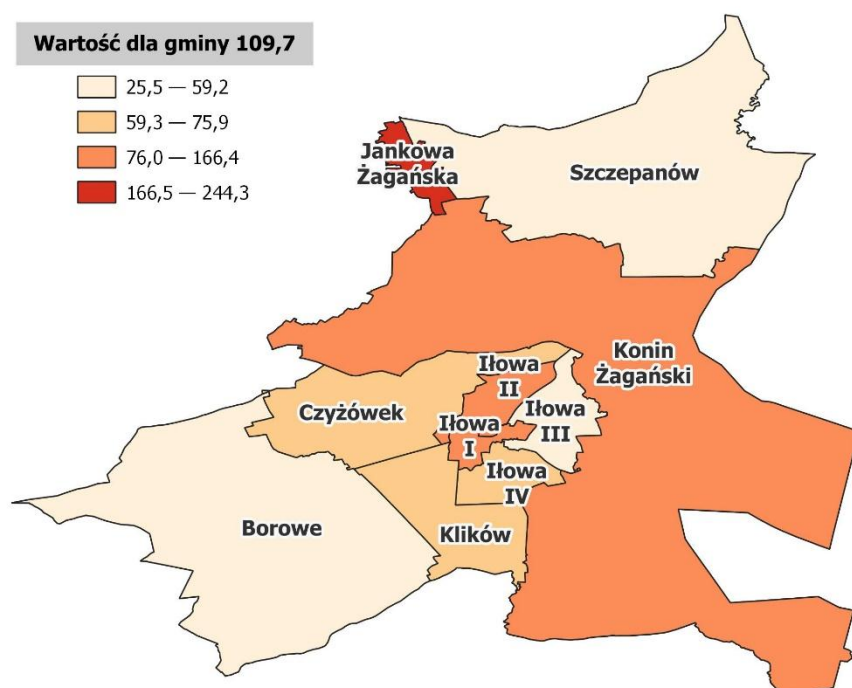 Wartość dla gminy 109,7
25,5 — 59,2
59,3 — 75,9
76,0 — 166,4
166,5 — 244,3
Jankowa
Żagańska
Szczepanów
Konin
Żagański
Iłowa
II
Iłowa
III
Czyżówek
Iłowa
I
Iłowa
IV
Borowe
Klików